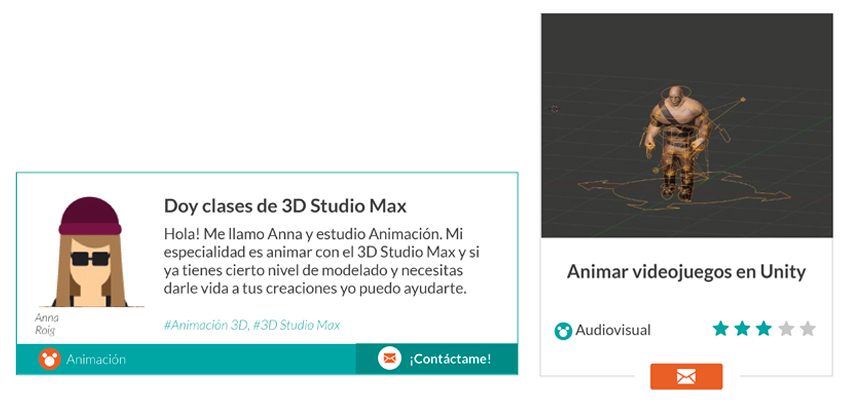 Doy clases de 3D Studio Max
Hola! Me llamo Anna y estudio Animación. Mi
especialidad es animar con el 3D Studio Max y si
ya tienes cierto nivel de modelado y necesitas
darle vida a tus creaciones yo puedo ayudarte.
Anna
Roig
#Animación 3D, #3D Studio Max
Animación
¡Contáctame!
Animar videojuegos en Unity
Audiovisual